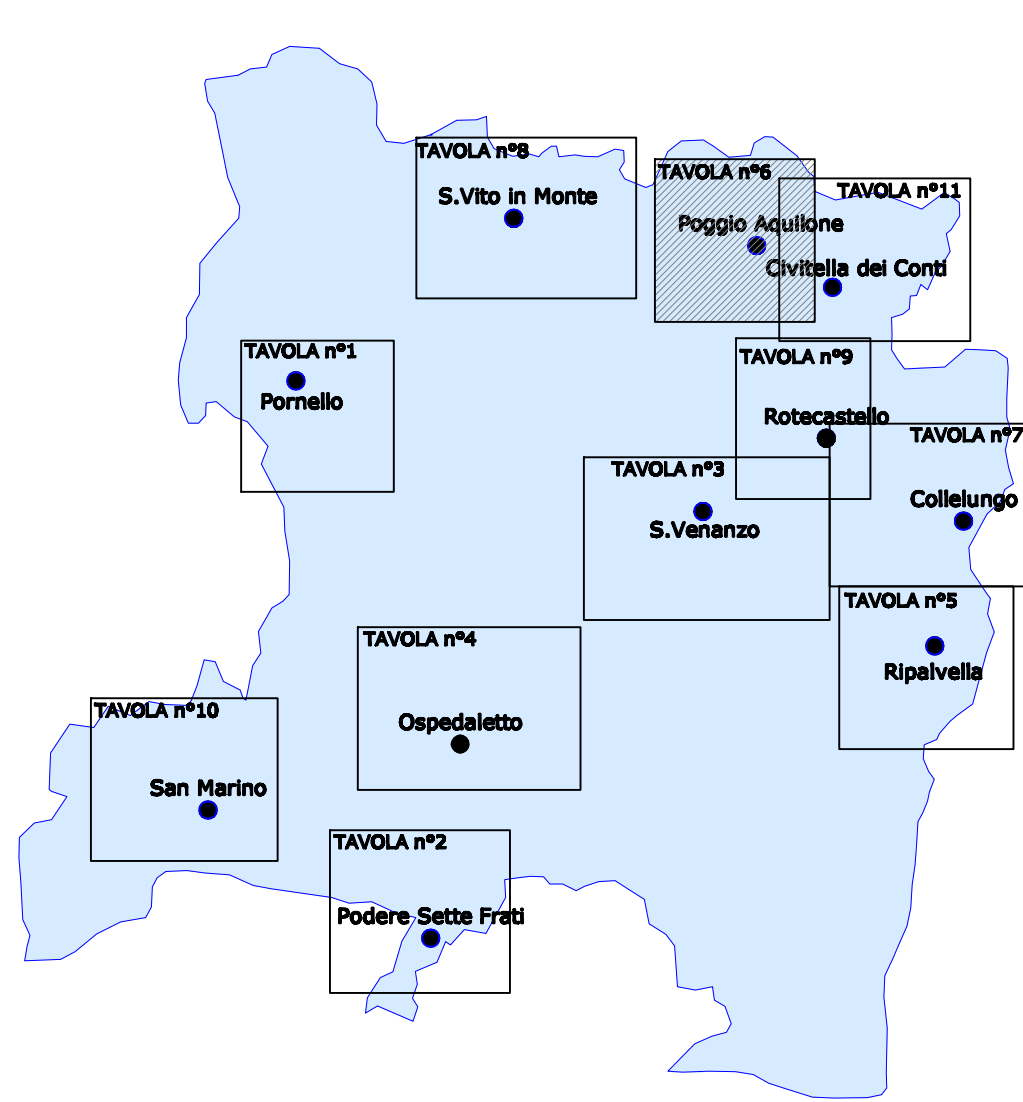 TAVOLA n°8
S.Vito in Monte
TAVOLA n°6
Poggio Aquilone
TAVOLA n°11
Civitella dei Conti
TAVOLA n°1
Pornello
TAVOLA n°9
Rotecastello
TAVOLA n°7
Collelungo
TAVOLA n°3
S.Venanzo
TAVOLA n°5
Ripalvella
TAVOLA n°4
Ospedaletto
TAVOLA n°10
San Marino
TAVOLA n°2
Podere Sette Frati